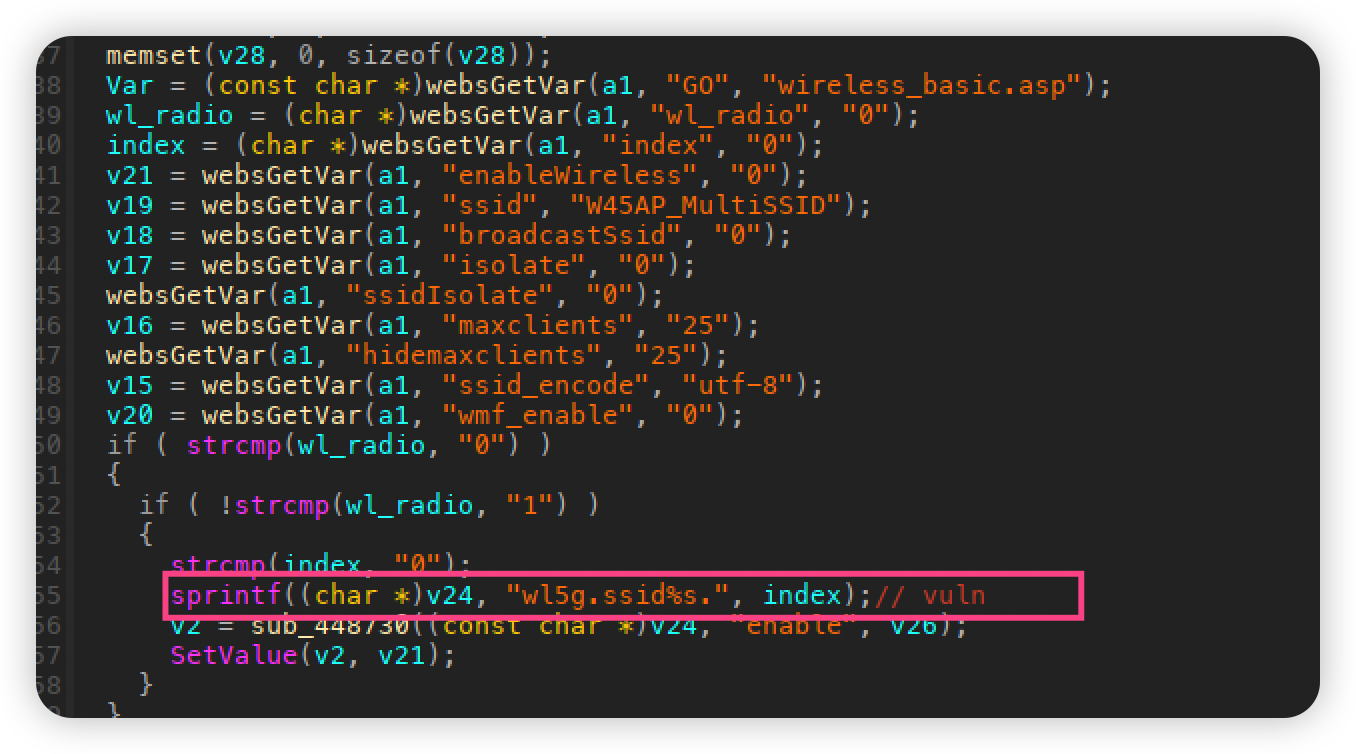 37 memset(v28, 0, sizeof(v28));
38 Var = (const char *)websGetVar(a1, "GO", "wireless_basic.asp");
39 wl_radio = (char *)websGetVar(a1, "wl_radio", "0");
40 index = (char *)websGetVar(a1, "index", "0");
41 v21 = websGetVar(a1, "enableWireless", "0");
42 v19 = websGetVar(a1, "ssid", "W45AP_MultiSSID");
43 v18 = websGetVar(a1, "broadcastSsid", "0");
44 v17 = websGetVar(a1, "isolate", "0");
45 websGetVar(a1, "ssidIsolate", "0");
46 v16 = websGetVar(a1, "maxclients", "25");
47 websGetVar(a1, "hidemaxclients", "25");
48 v15 = websGetVar(a1, "ssid_encode", "utf-8");
49 v20 = websGetVar(a1, "wmf_enable", "0");
50 if ( strcmp(wl_radio, "0") )
51 {
52 if ( !strcmp(wl_radio, "1") )
53 {
54 strcmp(index, "0");
55 sprintf((char *)v24, "wl5g.ssid%s.", index);// vuln
56 v2 = sub_448730((const char *)v24, "enable", v26);
57 SetValue(v2, v21);
58 }
59 }